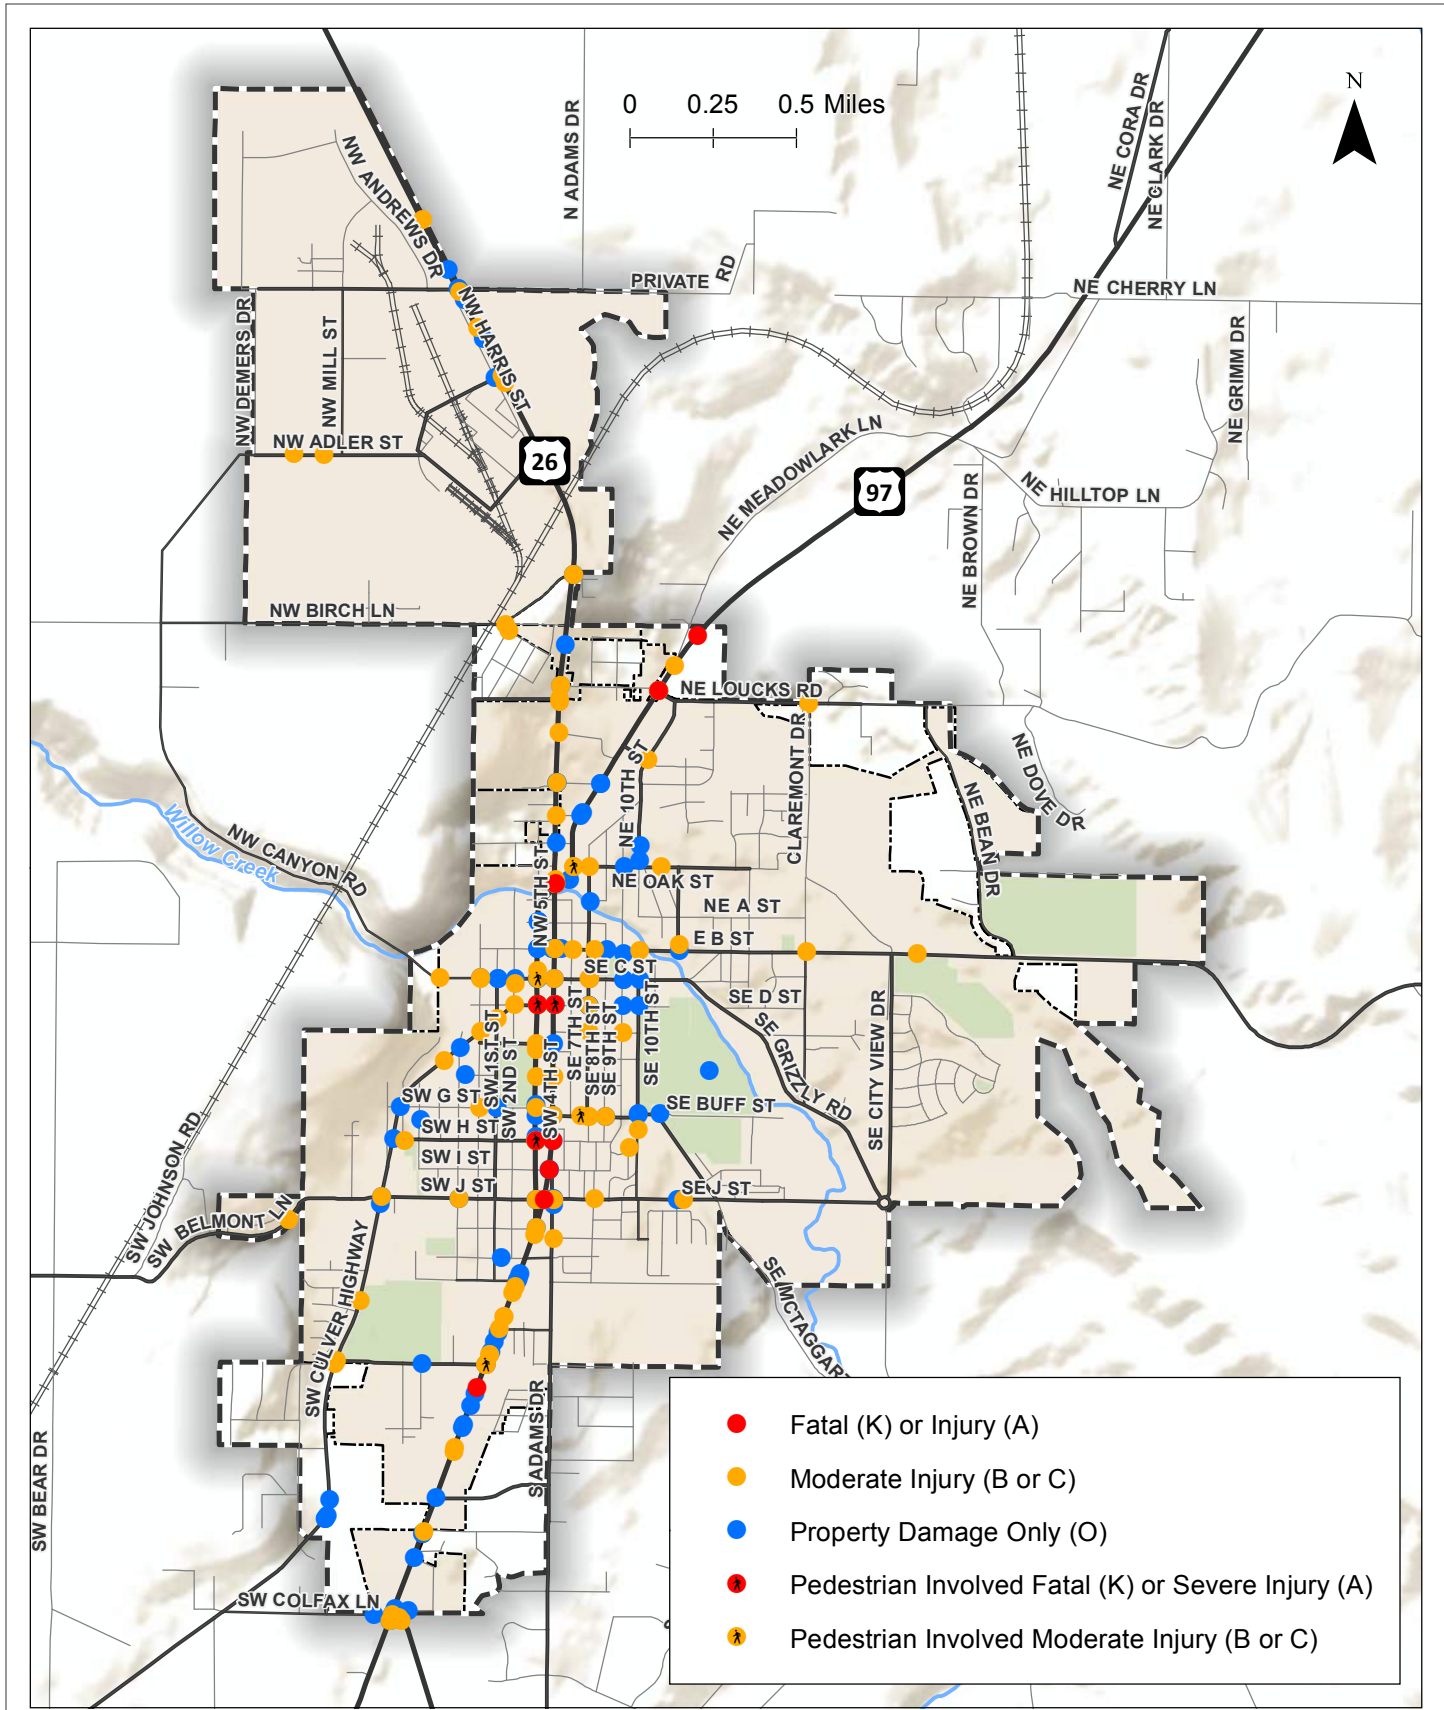 N
0 0.25 0.5 Miles
N ADAMS DR
NE CORA DR
NE CLARK DR
NW ANDREWS DR
PRIVATE RD
NE CHERRY LN
NW DEMERS DR
NW MILL ST
NW HARRIS ST
NE GRIMM DR
NW ADLER ST
26
97
NE MEADOWLARK LN
NE HILLTOP LN
NE BROWN DR
NW BIRCH LN
NE LOUCKS RD
NE 10TH ST
CLAREMONT DR
NE DOVE DR
NE BEAN DR
Willow Creek
NW CANYON RD
NW 5TH ST
NE OAK ST
NE A ST
E B ST
SE C ST
SE D ST
SE 7TH ST
SE 8TH ST
SE 9TH ST
SE 10TH ST
SE GRIZZLY RD
SE CITY VIEW DR
SW 1ST ST
SW 2ND ST
SW 4TH ST
SW G ST
SE BUFF ST
SW H ST
SW I ST
SW J ST
SE J ST
SW JOHNSON RD
SW BELMONT LN
SW CULVER HIGHWAY
SE MCTAGGART
S ADAMS DR
SW BEAR DR
SW COLFAX LN
Fatal (K) or Injury (A)
Moderate Injury (B or C)
Property Damage Only (O)
Pedestrian Involved Fatal (K) or Severe Injury (A)
Pedestrian Involved Moderate Injury (B or C)